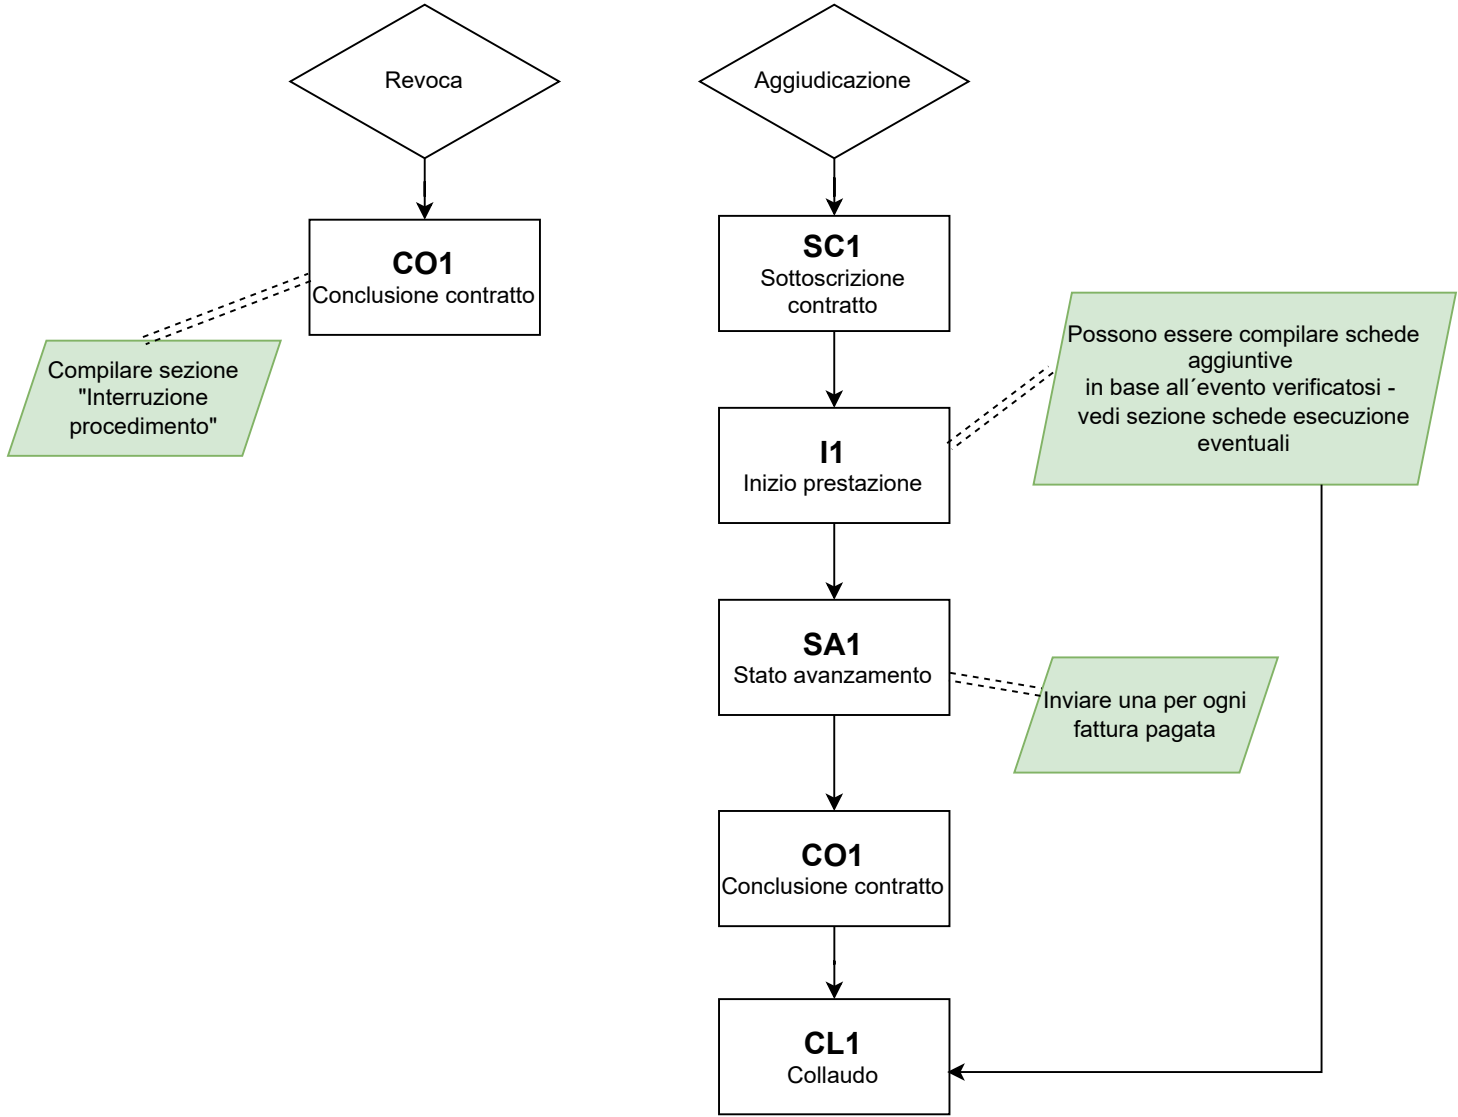 Revoca
CO1
Conclusione contratto
Compilare sezione
"Interruzione
procedimento"
Aggiudicazione
SC1
Sottoscrizione
contratto
I1
Inizio prestazione
Possono essere compilare schede
aggiuntive
in base all´evento verificatosi -
vedi sezione schede esecuzione
eventuali
SA1
Stato avanzamento
Inviare una per ogni
fattura pagata
CO1
Conclusione contratto
CL1
Collaudo